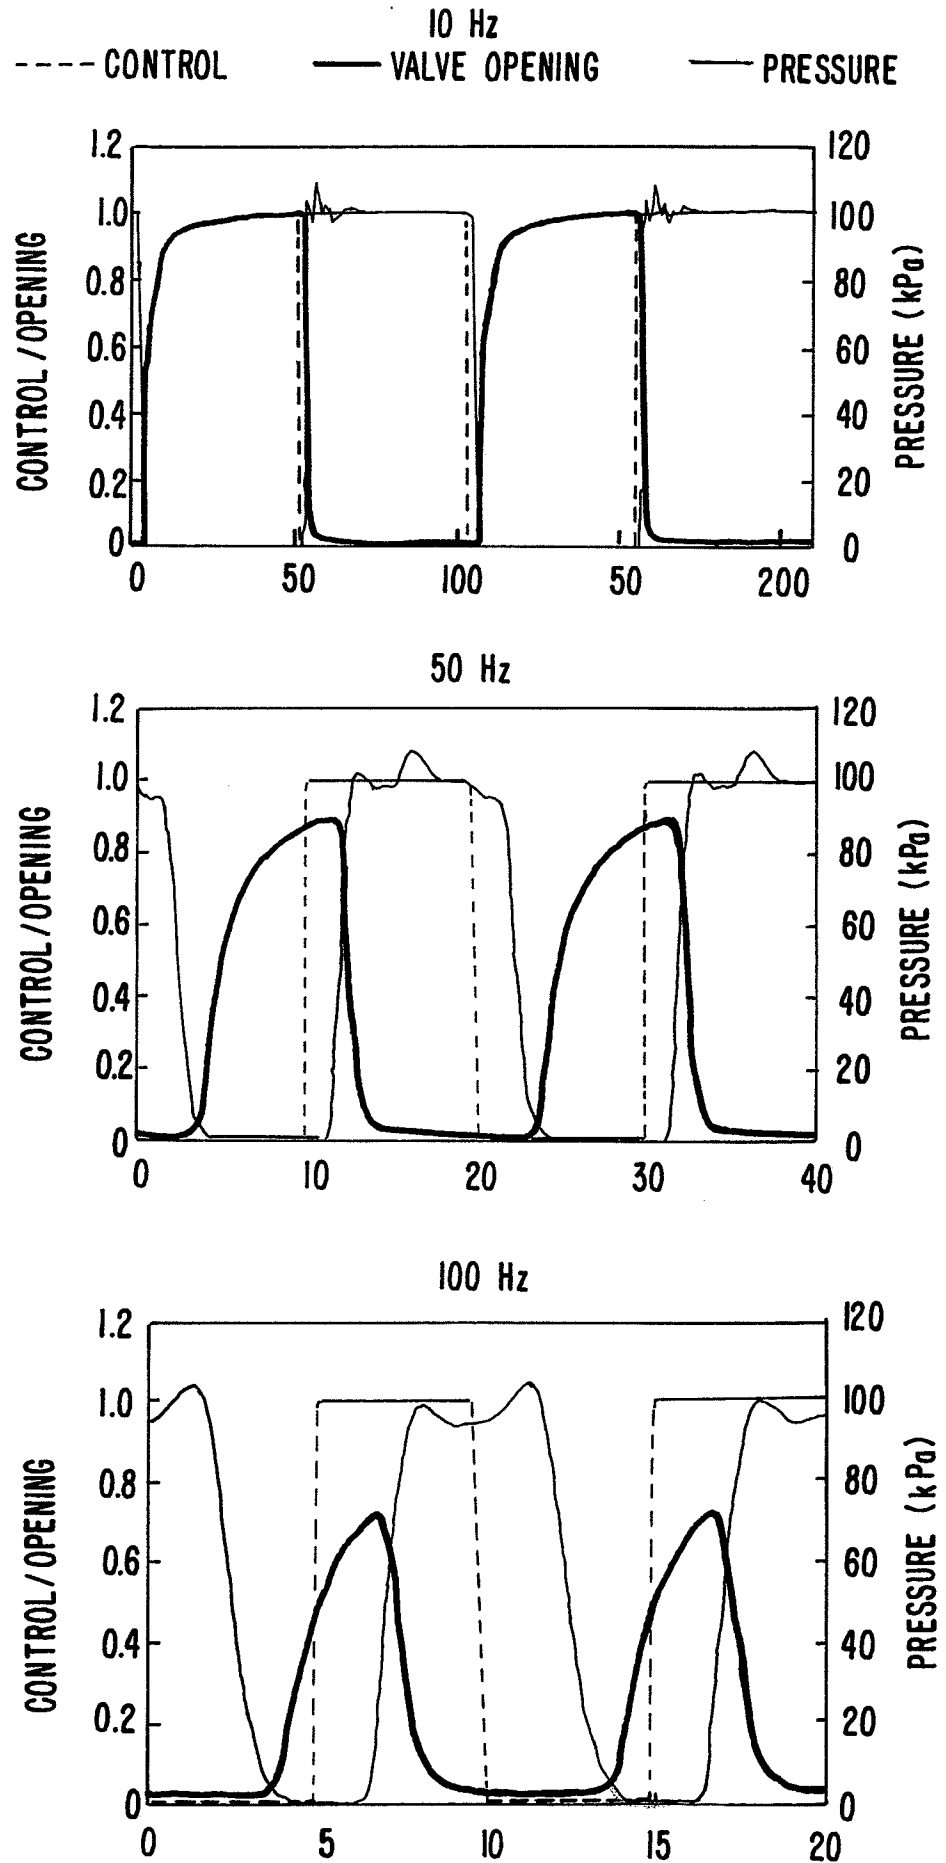 10 Hz
CONTROL VALVE OPENING PRESSURE
1.2 120
1.0 100
0.8 80
0.6 60
0.4 40
0.2 20
0 0
CONTROL / OPENING
PRESSURE (kPa)
0 50 100 50 200
50 Hz
1.2 120
1.0 100
0.8 80
0.6 60
0.4 40
0.2 20
0 0
CONTROL/OPENING
PRESSURE (kPa)
0 10 20 30 40
100 Hz
1.2 120
1.0 100
0.8 80
0.6 60
0.4 40
0.2 20
0 0
CONTROL/OPENING
PRESSURE (kPa)
0 5 10 15 20